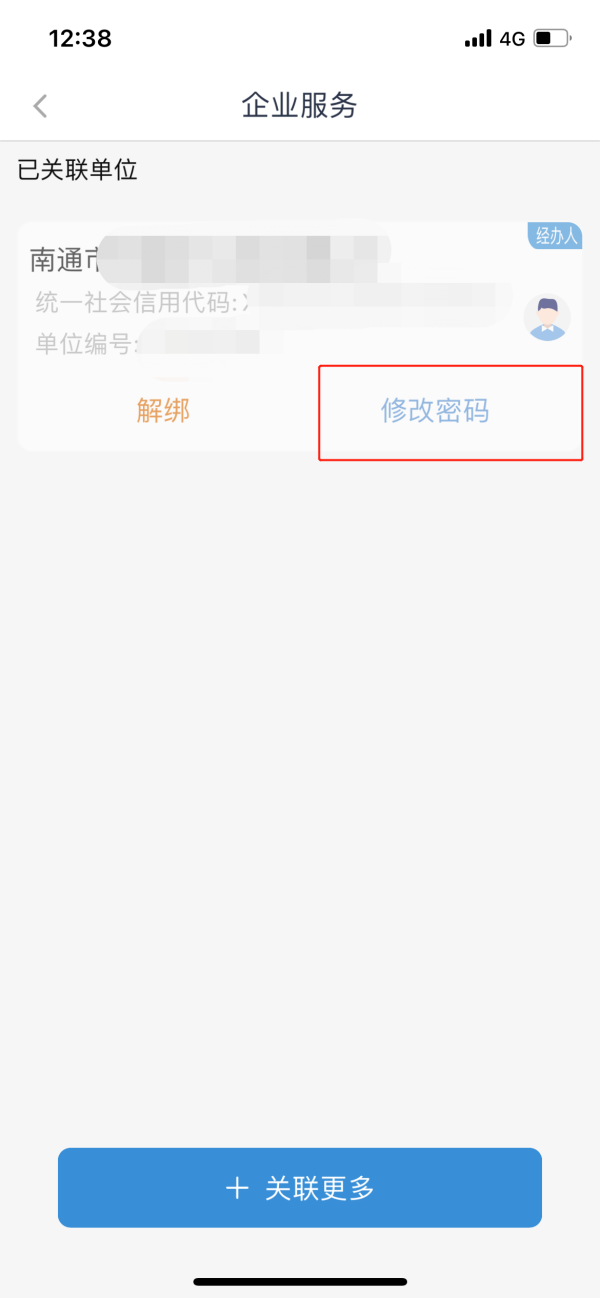 12:38
4G
企业服务
已关联单位
经办人
南通市
统一社会信用代码:
单位编号:
解绑
修改密码
＋ 关联更多